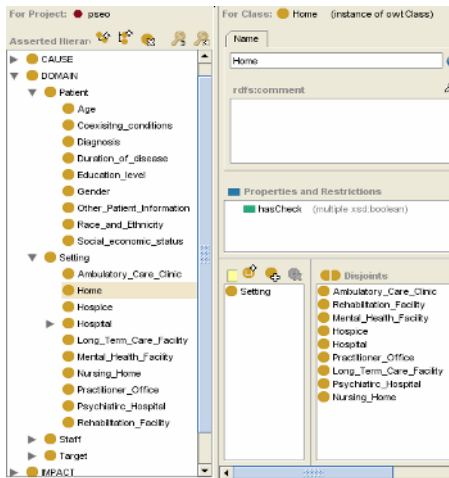 For Project: pseo
Asserted Hierar
CAUSE
DOMAIN
Patient
Age
Coexisitng_conditions
Diagnosis
Duration_of_disease
Education_level
Gender
Other_Patient_Information
Race_and_Ethnicity
Social_economic_status
Setting
Ambulatory_Care_Clinic
Home
Hospice
Hospital
Long_Term_Care_Facility
Mental_Health_Facility
Nursing_Home
Practitioner_Office
Psychiatirc_Hospital
Rehabilitation_Facility
Staff
Target
IMPACT
For Class: Home (instance of owl:Class)
Name
Home
rdfs:comment
Properties and Restrictions
hasCheck (multiple xsd:boolean)
Setting
Disjoints
Ambulatory_Care_Clinic
Rehabilitation_Facility
Mental_Health_Facility
Hospice
Hospital
Practitioner_Office
Long_Term_Care_Facility
Psychiatirc_Hospital
Nursing_Home